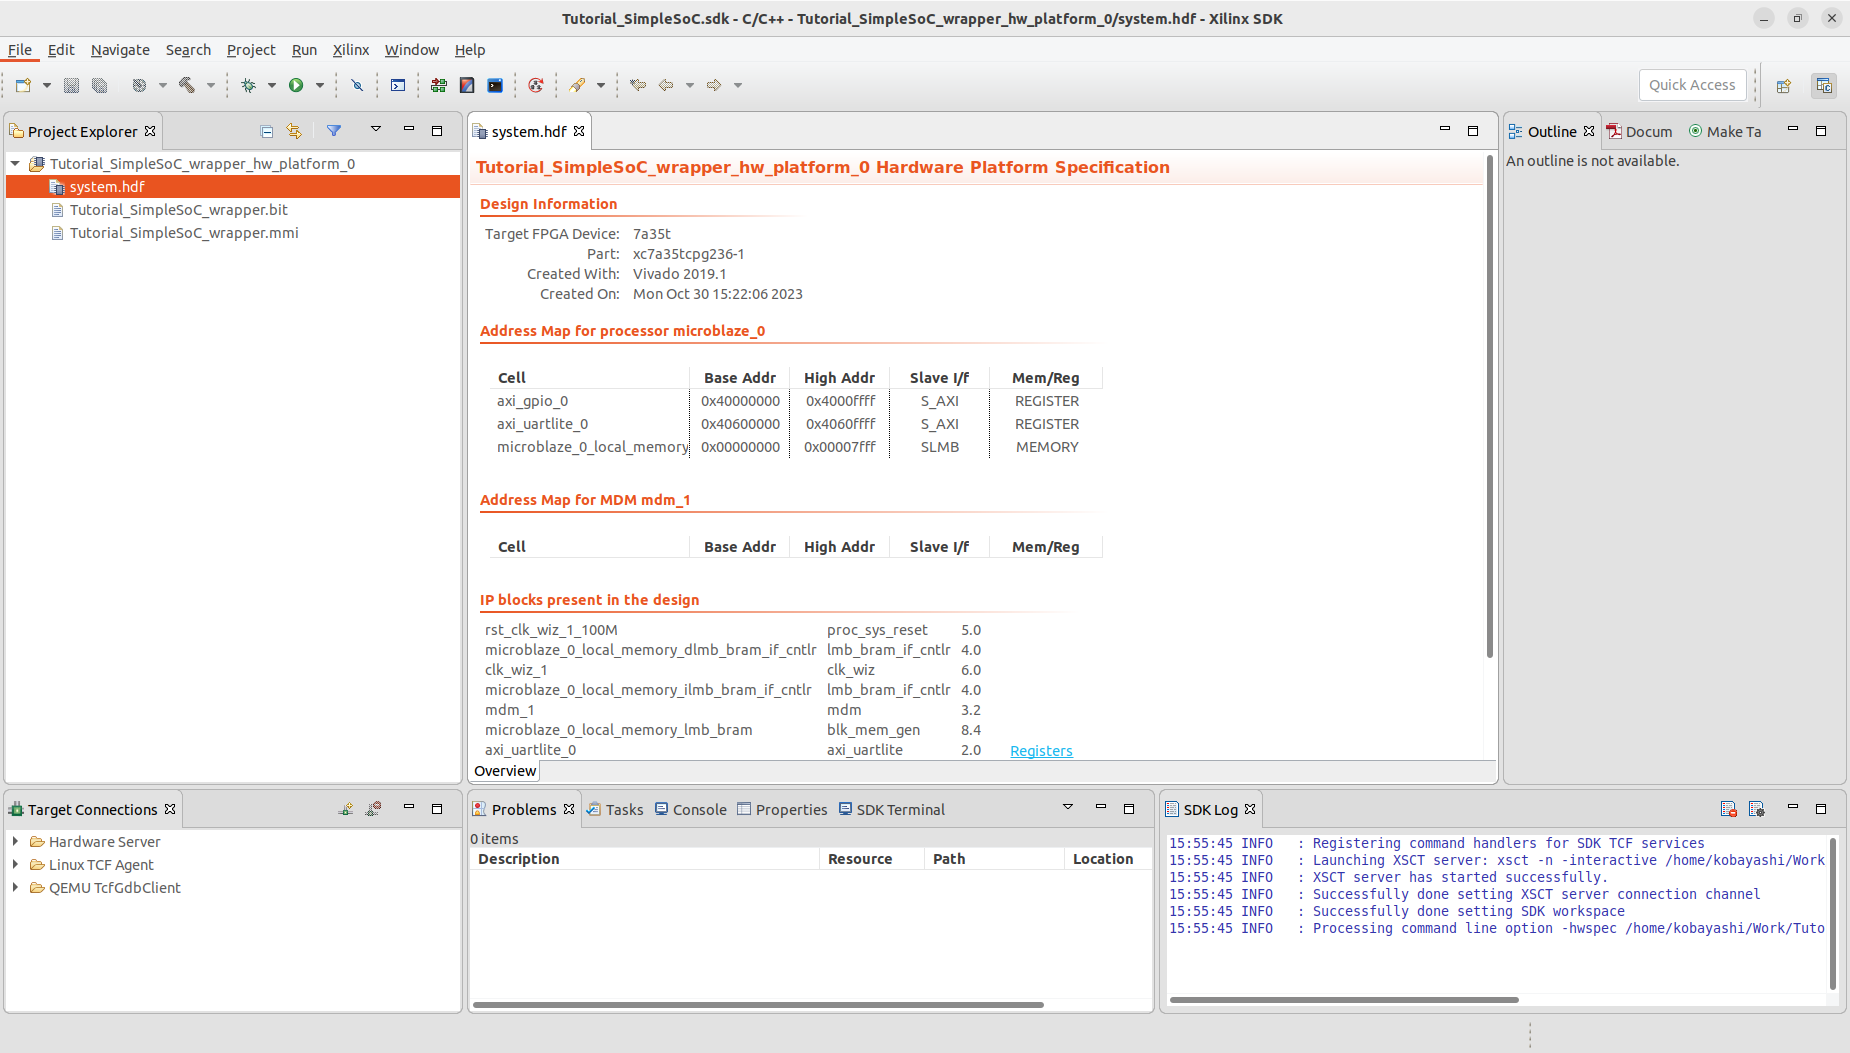 Tutorial_SimpleSoC.sdk - C/C++ - Tutorial_SimpleSoC_wrapper_hw_platform_0/system.hdf - Xilinx SDK
File Edit Navigate Search Project Run Xilinx Window Help
Quick Access
Project Explorer
Tutorial_SimpleSoC_wrapper_hw_platform_0
system.hdf
Tutorial_SimpleSoC_wrapper.bit
Tutorial_SimpleSoC_wrapper.mmi
system.hdf
Tutorial_SimpleSoC_wrapper_hw_platform_0 Hardware Platform Specification
Design Information
Target FPGA Device: 7a35t
Part: xc7a35tcpg236-1
Created With: Vivado 2019.1
Created On: Mon Oct 30 15:22:06 2023
Address Map for processor microblaze_0
Cell Base Addr High Addr Slave I/f Mem/Reg
axi_gpio_0 0x40000000 0x4000ffff S_AXI REGISTER
axi_uartlite_0 0x40600000 0x4060ffff S_AXI REGISTER
microblaze_0_local_memory 0x00000000 0x00007fff SLMB MEMORY
Address Map for MDM mdm_1
Cell Base Addr High Addr Slave I/f Mem/Reg
IP blocks present in the design
rst_clk_wiz_1_100M proc_sys_reset 5.0
microblaze_0_local_memory_dlmb_bram_if_cntlr lmb_bram_if_cntlr 4.0
clk_wiz_1 clk_wiz 6.0
microblaze_0_local_memory_ilmb_bram_if_cntlr lmb_bram_if_cntlr 4.0
mdm_1 mdm 3.2
microblaze_0_local_memory_lmb_bram blk_mem_gen 8.4
axi_uartlite_0 axi_uartlite 2.0 Registers
Overview
Outline Docum Make Ta
An outline is not available.
Target Connections
Hardware Server
Linux TCF Agent
QEMU TcfGdbClient
Problems Tasks Console Properties SDK Terminal
0 items
Description Resource Path Location
SDK Log
15:55:45 INFO : Registering command handlers for SDK TCF services
15:55:45 INFO : Launching XSCT server: xsct -n -interactive /home/kobayashi/Work
15:55:45 INFO : XSCT server has started successfully.
15:55:45 INFO : Successfully done setting XSCT server connection channel
15:55:45 INFO : Successfully done setting SDK workspace
15:55:45 INFO : Processing command line option -hwspec /home/kobayashi/Work/Tuto